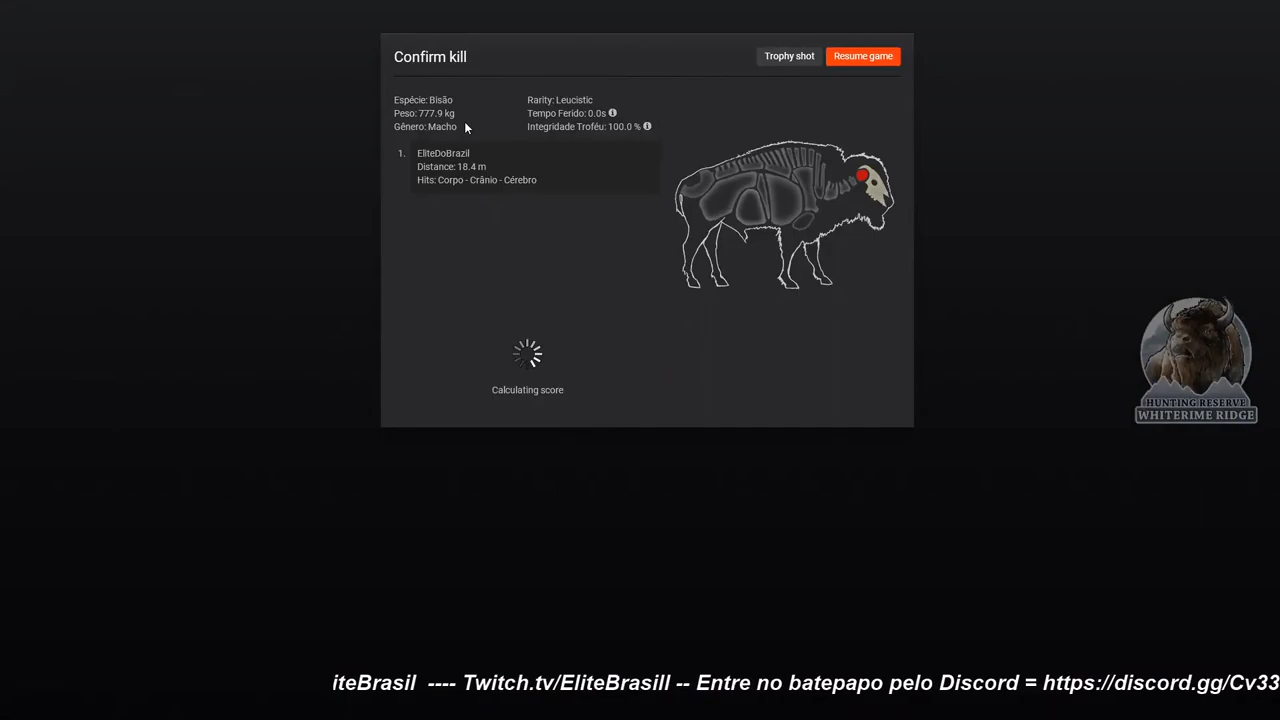 Confirm kill
Trophy shot
Resume game
Espécie: Bisão
Peso: 777.9 kg
Gênero: Macho
Rarity: Leucistic
Tempo Ferido: 0.0s
Integridade Troféu: 100.0 %
1. EliteDoBrazil
Distance: 18.4 m
Hits: Corpo - Crânio - Cérebro
Calculating score
HUNTING RESERVE
WHITERIME RIDGE
iteBrasil ---- Twitch.tv/EliteBrasill -- Entre no batepapo pelo Discord = https://discord.gg/Cv33